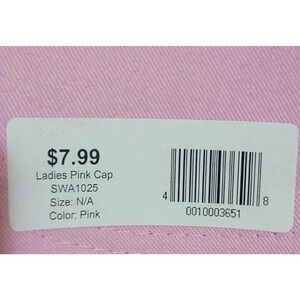 $7.99
Ladies Pink Cap
SWA1025
Size: N/A
Color: Pink
4 8
0010003651